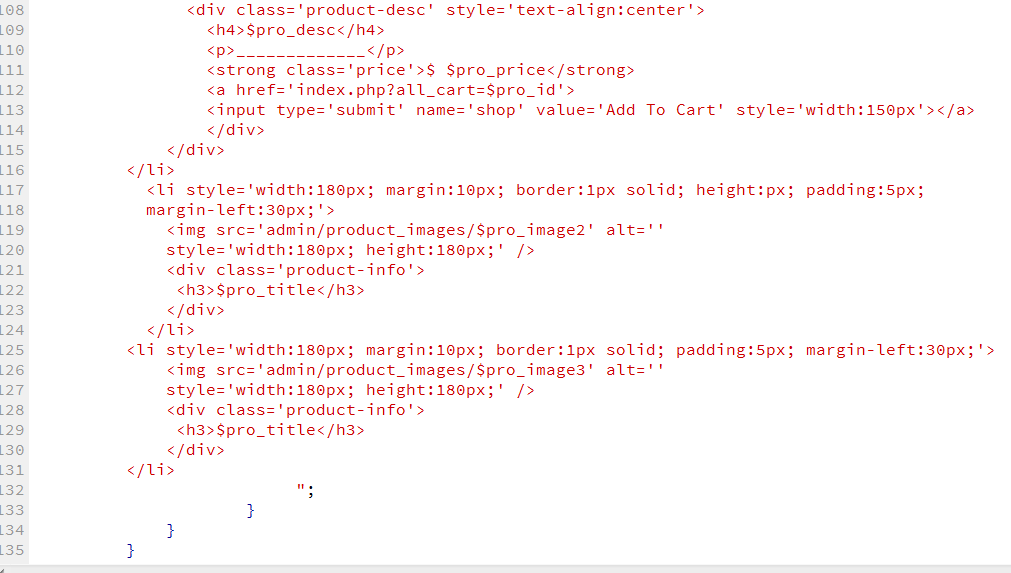 108 <div class='product-desc' style='text-align:center'>
109 <h4>$pro_desc</h4>
110 <p>_____________</p>
111 <strong class='price'>$ $pro_price</strong>
112 <a href='index.php?all_cart=$pro_id'>
113 <input type='submit' name='shop' value='Add To Cart' style='width:150px'></a>
114 </div>
115 </div>
116 </li>
117 <li style='width:180px; margin:10px; border:1px solid; height:px; padding:5px;
118 margin-left:30px;'>
119 <img src='admin/product_images/$pro_image2' alt=''
120 style='width:180px; height:180px;' />
121 <div class='product-info'>
122 <h3>$pro_title</h3>
123 </div>
124 </li>
125 <li style='width:180px; margin:10px; border:1px solid; padding:5px; margin-left:30px;'>
126 <img src='admin/product_images/$pro_image3' alt=''
127 style='width:180px; height:180px;' />
128 <div class='product-info'>
129 <h3>$pro_title</h3>
130 </div>
131 </li>
132 ";
133 }
134 }
135 }